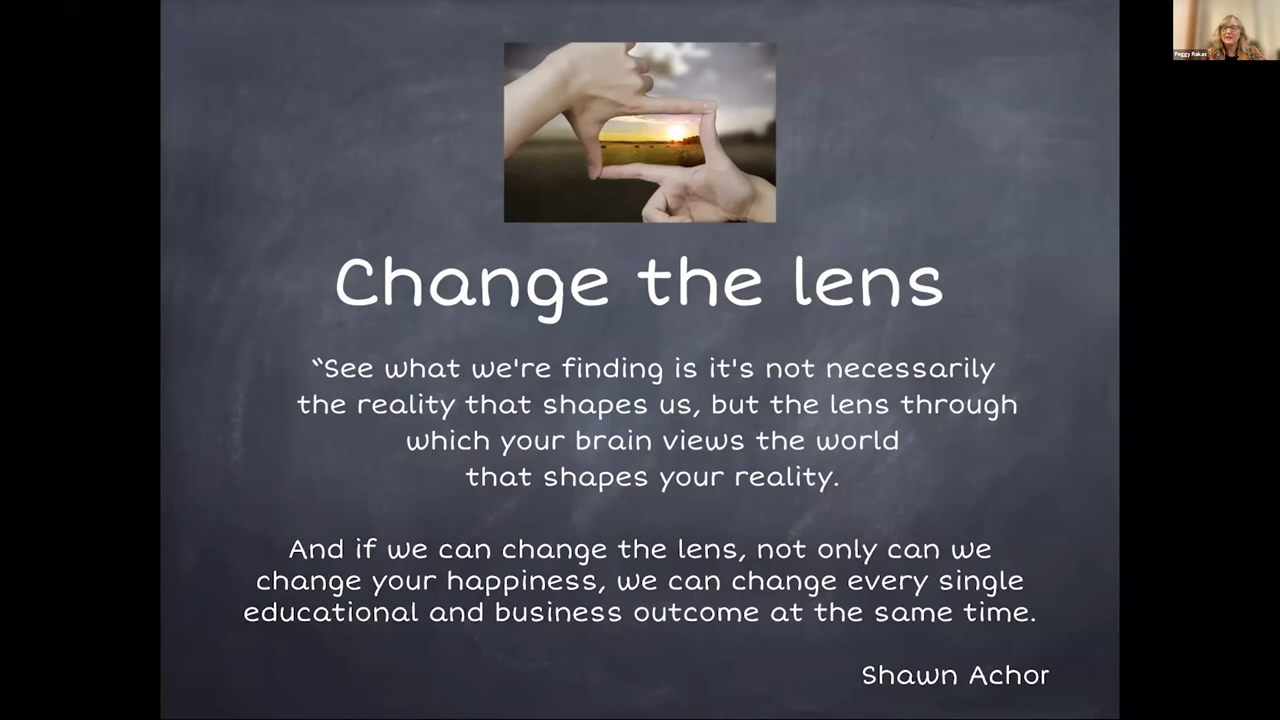 Peggy Rakas
Change the lens
“See what we're finding is it's not necessarily
the reality that shapes us, but the lens through
which your brain views the world
that shapes your reality.
And if we can change the lens, not only can we
change your happiness, we can change every single
educational and business outcome at the same time.
Shawn Achor